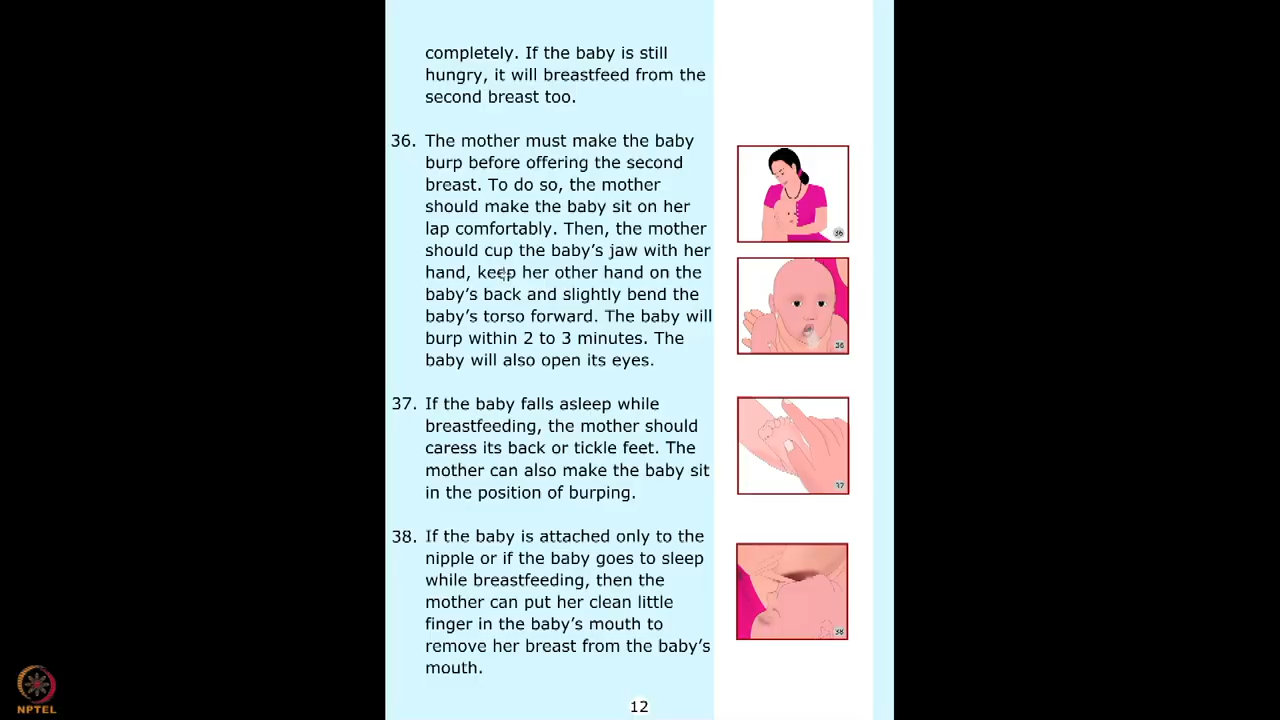 completely. If the baby is still
hungry, it will breastfeed from the
second breast too.
36. The mother must make the baby
burp before offering the second
breast. To do so, the mother
should make the baby sit on her
lap comfortably. Then, the mother
should cup the baby's jaw with her
hand, keep her other hand on the
baby's back and slightly bend the
baby's torso forward. The baby will
burp within 2 to 3 minutes. The
baby will also open its eyes.
36
36
37. If the baby falls asleep while
breastfeeding, the mother should
caress its back or tickle feet. The
mother can also make the baby sit
in the position of burping.
37
38. If the baby is attached only to the
nipple or if the baby goes to sleep
while breastfeeding, then the
mother can put her clean little
finger in the baby's mouth to
remove her breast from the baby's
mouth.
38
12
NPTEL